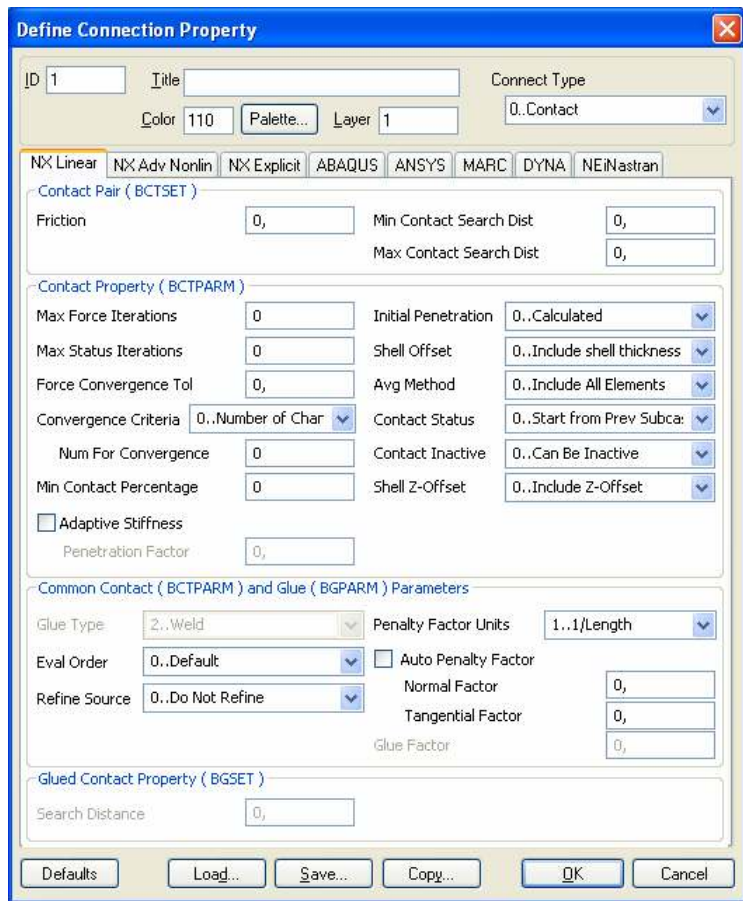 Define Connection Property
ID 1 Title Connect Type
Color 110 Palette... Layer 1 0..Contact
NX Linear NX Adv Nonlin NX Explicit ABAQUS ANSYS MARC DYNA NEiNastran
Contact Pair ( BCTSET )
Friction 0, Min Contact Search Dist 0,
Max Contact Search Dist 0,
Contact Property ( BCTPARM )
Max Force Iterations 0 Initial Penetration 0..Calculated
Max Status Iterations 0 Shell Offset 0..Include shell thickness
Force Convergence Tol 0, Avg Method 0..Include All Elements
Convergence Criteria 0..Number of Char Contact Status 0..Start from Prev Subca:
Num For Convergence 0 Contact Inactive 0..Can Be Inactive
Min Contact Percentage 0 Shell Z-Offset 0..Include Z-Offset
Adaptive Stiffness
Penetration Factor 0,
Common Contact ( BCTPARM ) and Glue ( BGPARM ) Parameters
Glue Type 2..Weld Penalty Factor Units 1..1/Length
Eval Order 0..Default Auto Penalty Factor
Refine Source 0..Do Not Refine Normal Factor 0,
Tangential Factor 0,
Glue Factor 0,
Glued Contact Property ( BGSET )
Search Distance 0,
Defaults Load... Save... Copy... OK Cancel